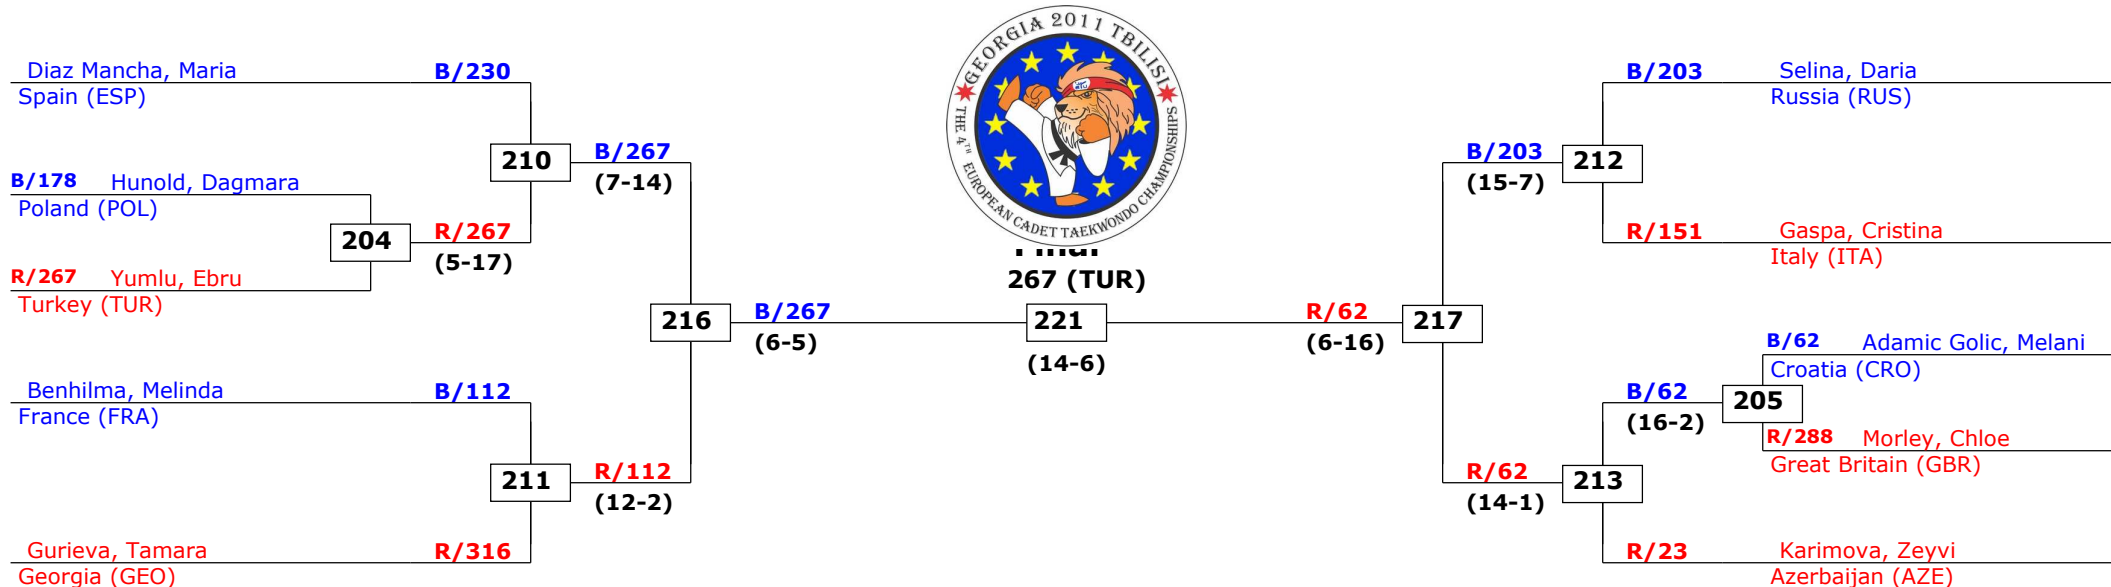 GEORGIA 2011 TBILISI
THE 4TH EUROPEAN CADET TAEKWONDO CHAMPIONSHIPS
Diaz Mancha, Maria
B/230
Spain (ESP)
B/178 Hunold, Dagmara
Poland (POL)
210
B/267
(7-14)
204
R/267
(5-17)
R/267 Yumlu, Ebru
Turkey (TUR)
216
B/267
(6-5)
Benhilma, Melinda
B/112
France (FRA)
211
R/112
(12-2)
Gurieva, Tamara
R/316
Georgia (GEO)
Final
267 (TUR)
221
(14-6)
B/203
Selina, Daria
Russia (RUS)
B/203
(15-7)
212
R/151
Gaspa, Cristina
Italy (ITA)
R/62
(6-16)
217
B/62 Adamic Golic, Melani
Croatia (CRO)
B/62
(16-2)
205
R/288 Morley, Chloe
Great Britain (GBR)
R/62
(14-1)
213
R/23
Karimova, Zeyvi
Azerbaijan (AZE)